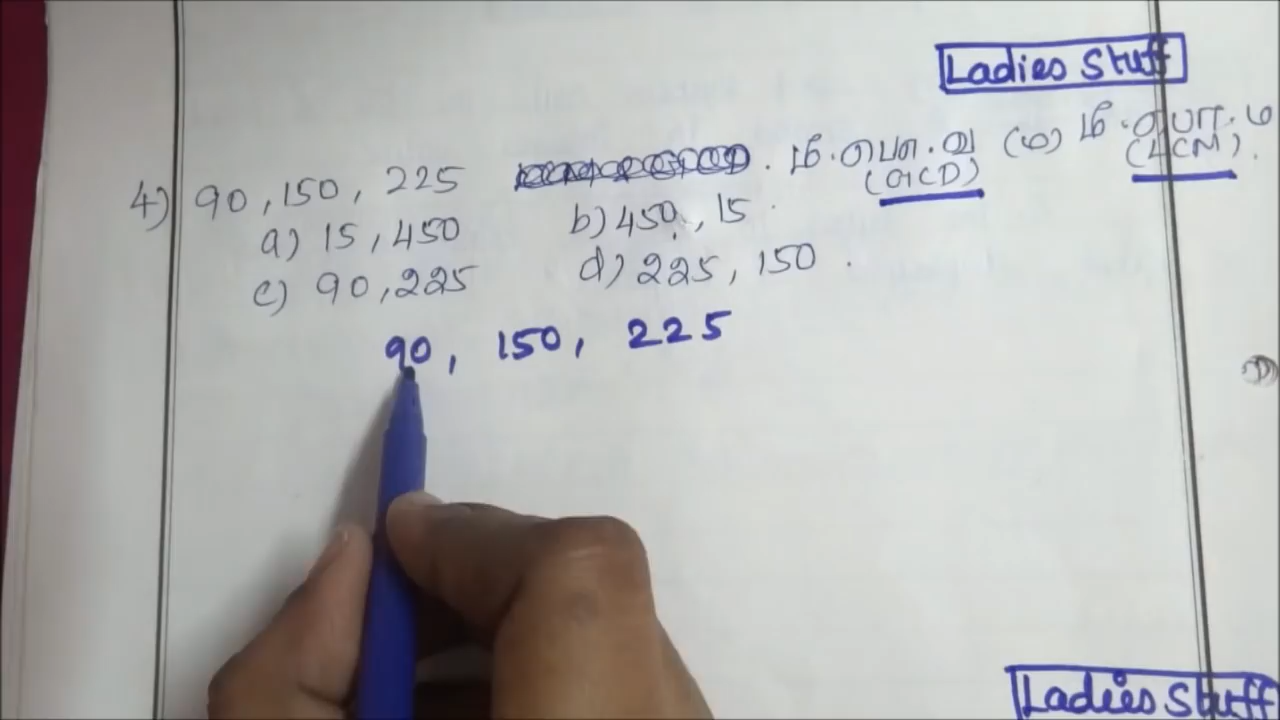 Ladies Stuff
4) 90, 150, 225 . மீ.பொ.வ (ம) மீ.பொ.ம
(GCD) (LCM).
a) 15, 450 b) 450, 15.
c) 90, 225 d) 225, 150.
90, 150, 225
Ladies Stuff